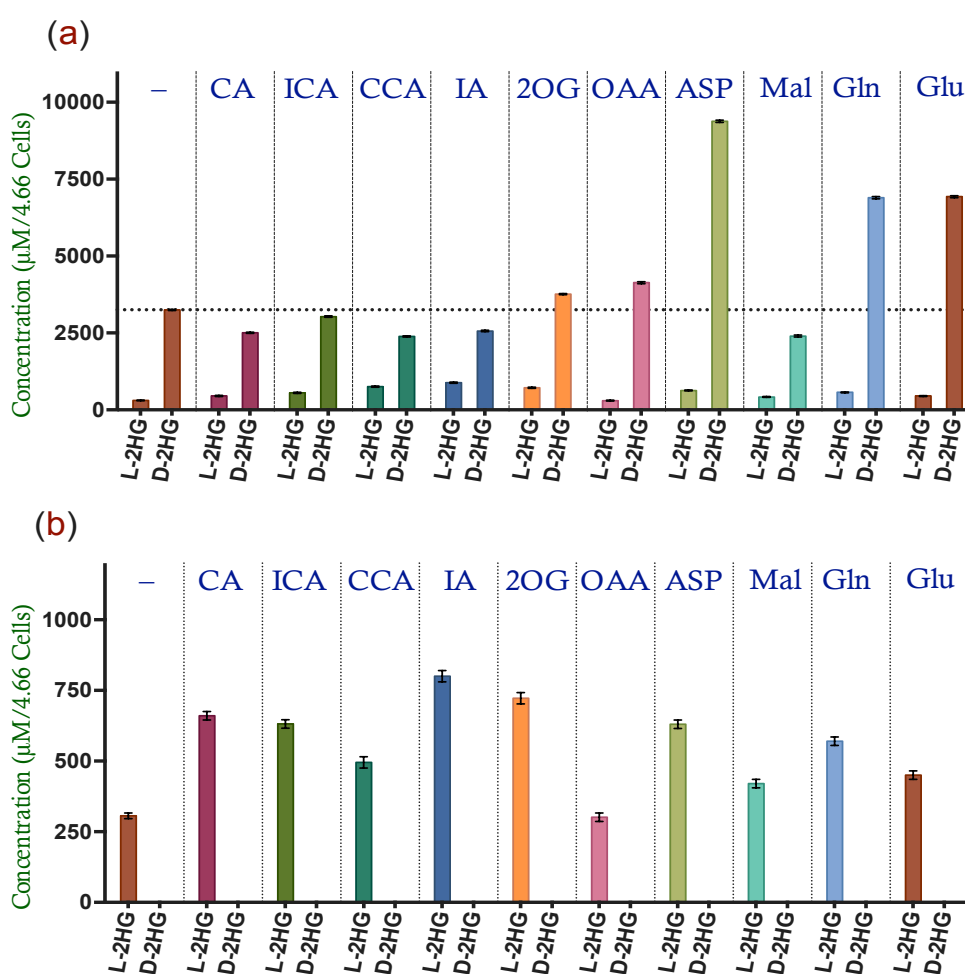 (a)
– CA ICA CCA IA 2OG OAA ASP Mal Gln Glu
Concentration (µM/4.66 Cells)
10000
7500
5000
2500
0
L-2HG D-2HG L-2HG D-2HG L-2HG D-2HG L-2HG D-2HG L-2HG D-2HG L-2HG D-2HG L-2HG D-2HG L-2HG D-2HG L-2HG D-2HG L-2HG D-2HG L-2HG D-2HG
(b)
– CA ICA CCA IA 2OG OAA ASP Mal Gln Glu
Concentration (µM/4.66 Cells)
1000
750
500
250
0
L-2HG D-2HG L-2HG D-2HG L-2HG D-2HG L-2HG D-2HG L-2HG D-2HG L-2HG D-2HG L-2HG D-2HG L-2HG D-2HG L-2HG D-2HG L-2HG D-2HG L-2HG D-2HG